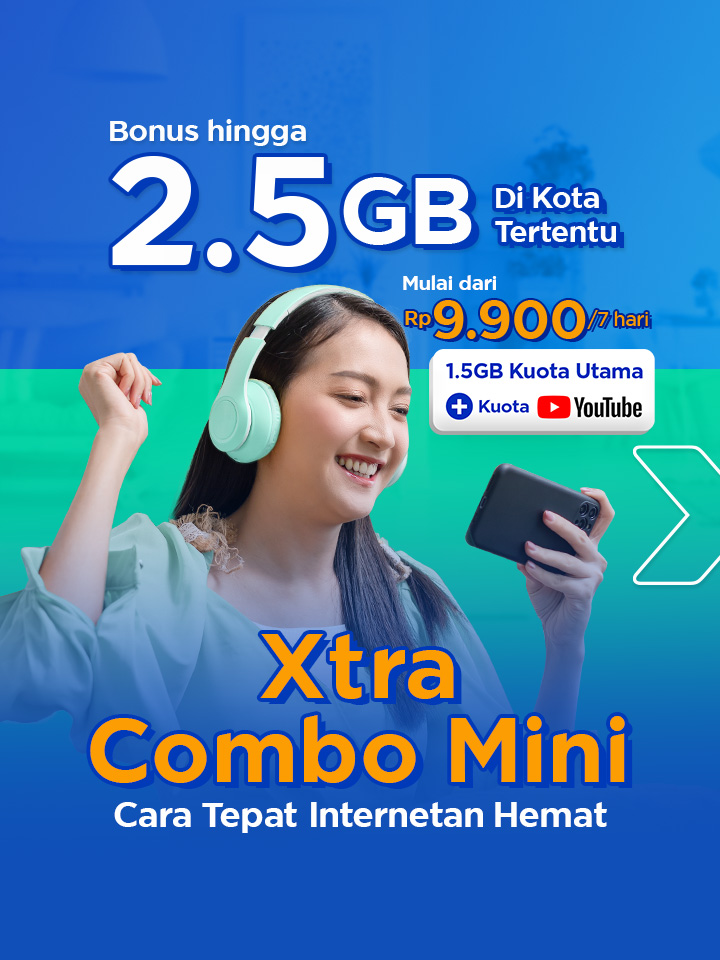 Bonus hingga
2.5GB Di Kota
Tertentu
Mulai dari
Rp9.900/7 hari
1.5GB Kuota Utama
+ Kuota YouTube
Xtra
Combo Mini
Cara Tepat Internetan Hemat